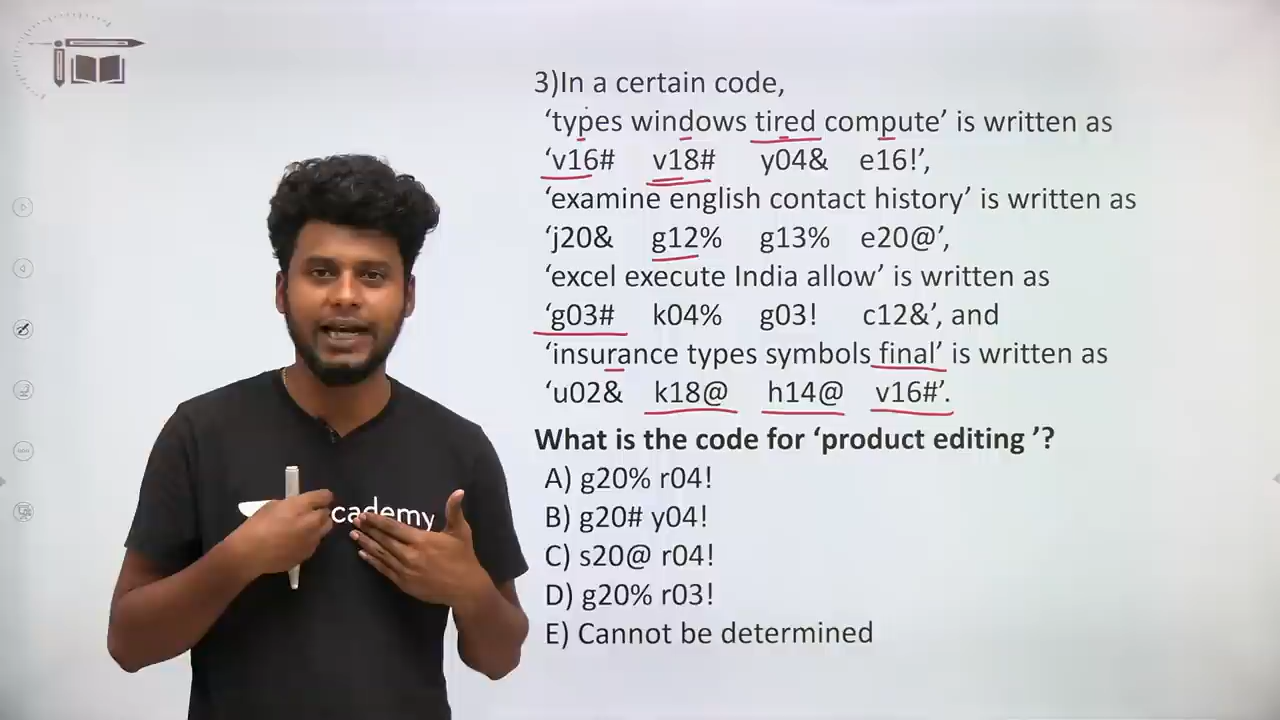 3)In a certain code,
‘types windows tired compute’ is written as
‘v16# v18# y04& e16!’,
‘examine english contact history’ is written as
‘j20& g12% g13% e20@’,
‘excel execute India allow’ is written as
‘g03# k04% g03! c12&’, and
‘insurance types symbols final’ is written as
‘u02& k18@ h14@ v16#’.
What is the code for ‘product editing ’?
A) g20% r04!
B) g20# y04!
C) s20@ r04!
D) g20% r03!
E) Cannot be determined
cademy